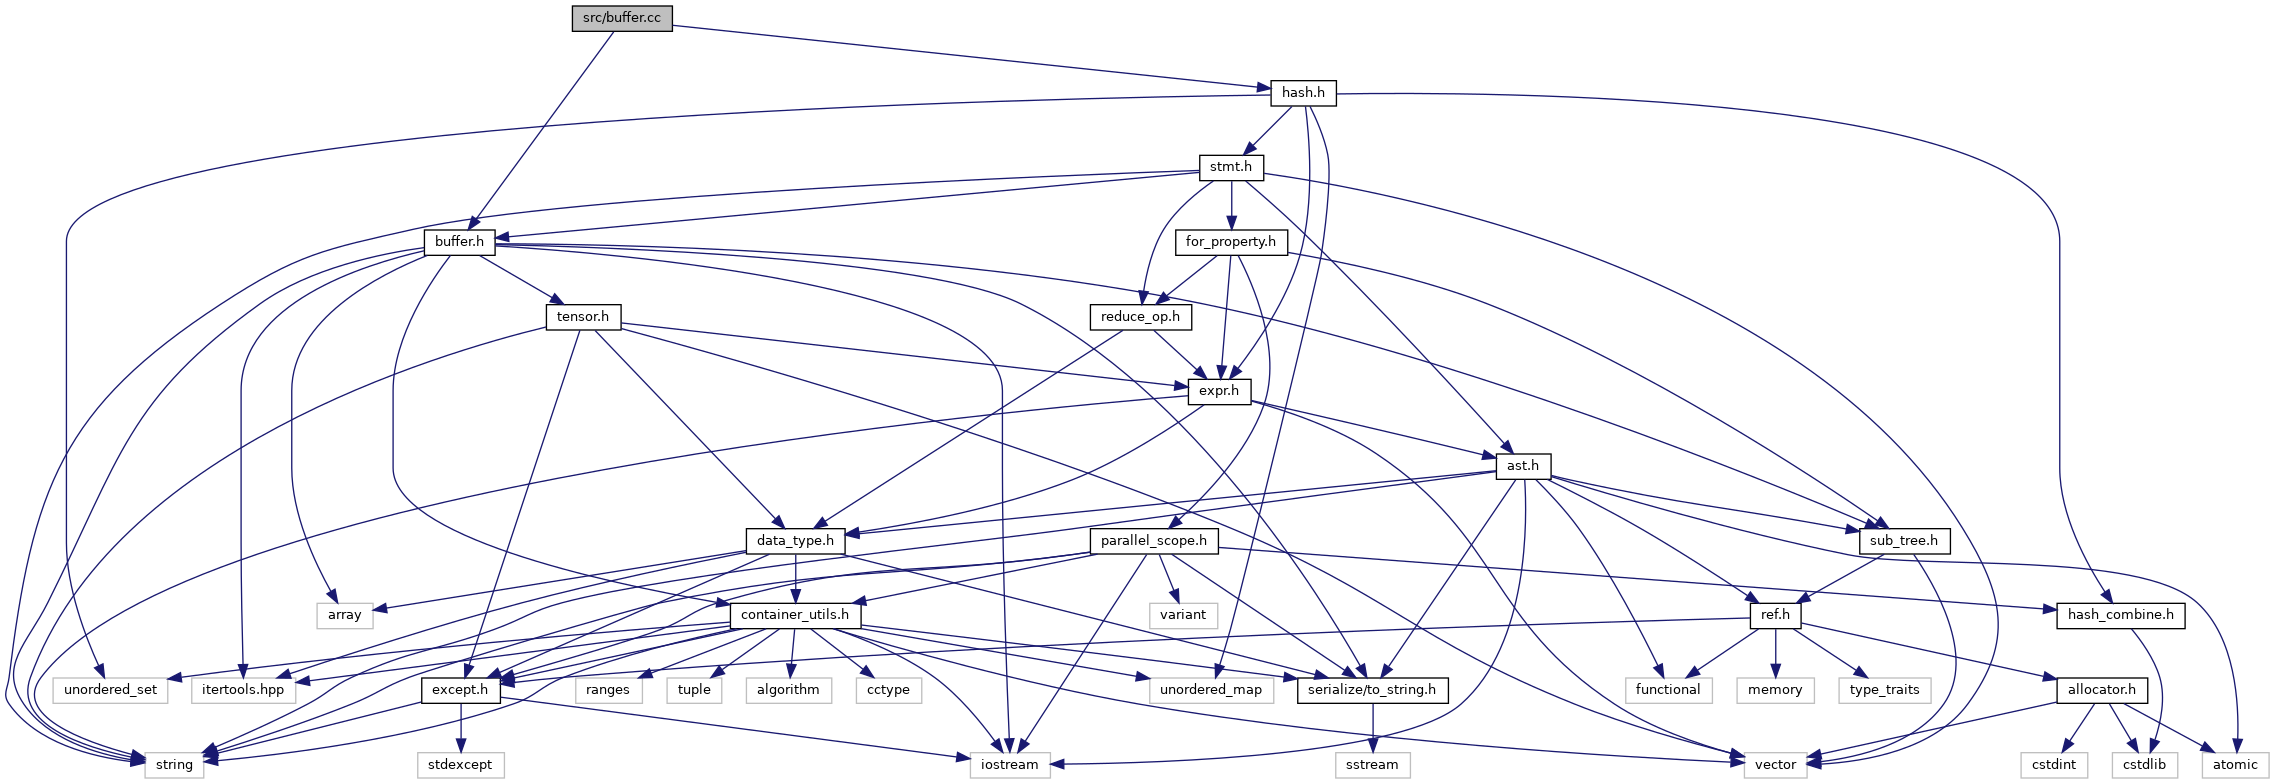 src/buffer.cc
hash.h
stmt.h
buffer.h
for_property.h
tensor.h
reduce_op.h
expr.h
ast.h
data_type.h
parallel_scope.h
sub_tree.h
array
container_utils.h
variant
ref.h
hash_combine.h
unordered_set
itertools.hpp
except.h
ranges
tuple
algorithm
cctype
unordered_map
serialize/to_string.h
functional
memory
type_traits
allocator.h
string
stdexcept
iostream
sstream
vector
cstdint
cstdlib
atomic